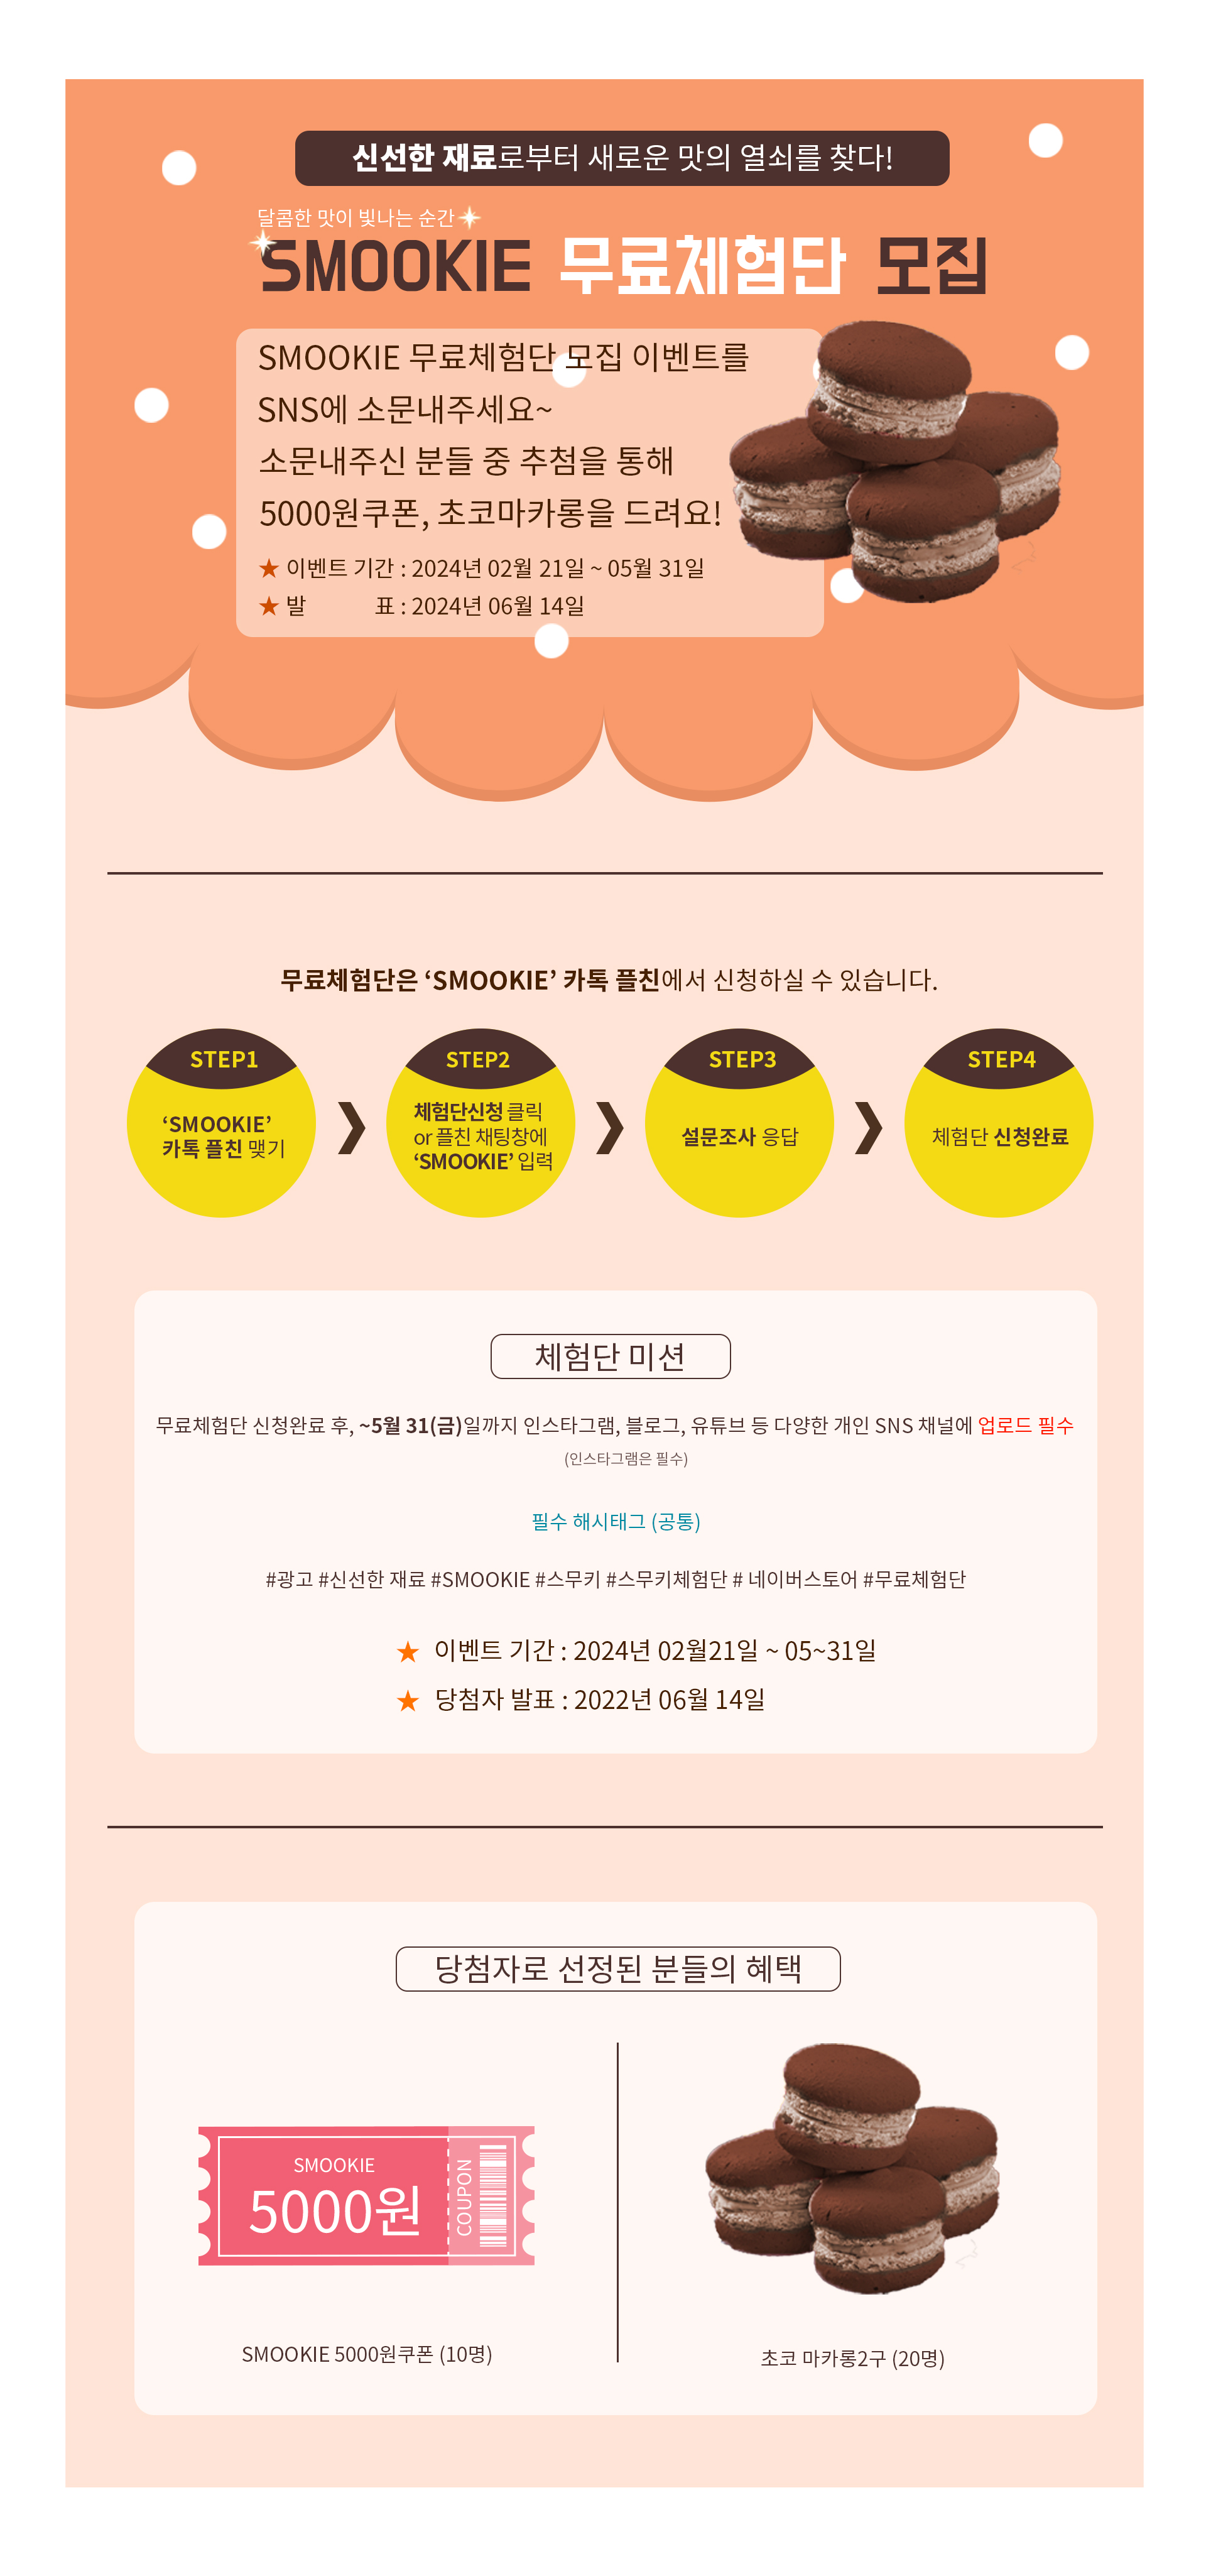 신선한 재료로부터 새로운 맛의 열쇠를 찾다!
달콤한 맛이 빛나는 순간
SMOOKIE 무료체험단 모집
SMOOKIE 무료체험단 모집 이벤트를
SNS에 소문내주세요~
소문내주신 분들 중 추첨을 통해
5000원쿠폰, 초코마카롱을 드려요!
★ 이벤트 기간 : 2024년 02월 21일 ~ 05월 31일
★ 발 표 : 2024년 06월 14일
무료체험단은 ‘SMOOKIE’ 카톡 플친에서 신청하실 수 있습니다.
STEP1
‘SMOOKIE’
카톡 플친 맺기
STEP2
체험단신청 클릭
or 플친 채팅창에
‘SMOOKIE’ 입력
STEP3
설문조사 응답
STEP4
체험단 신청완료
체험단 미션
무료체험단 신청완료 후, ~5월 31(금)일까지 인스타그램, 블로그, 유튜브 등 다양한 개인 SNS 채널에 업로드 필수
(인스타그램은 필수)
필수 해시태그 (공통)
#광고 #신선한 재료 #SMOOKIE #스무키 #스무키체험단 # 네이버스토어 #무료체험단
★ 이벤트 기간 : 2024년 02월21일 ~ 05~31일
★ 당첨자 발표 : 2022년 06월 14일
당첨자로 선정된 분들의 혜택
SMOOKIE
5000원
COUPON
SMOOKIE 5000원쿠폰 (10명)
초코 마카롱2구 (20명)